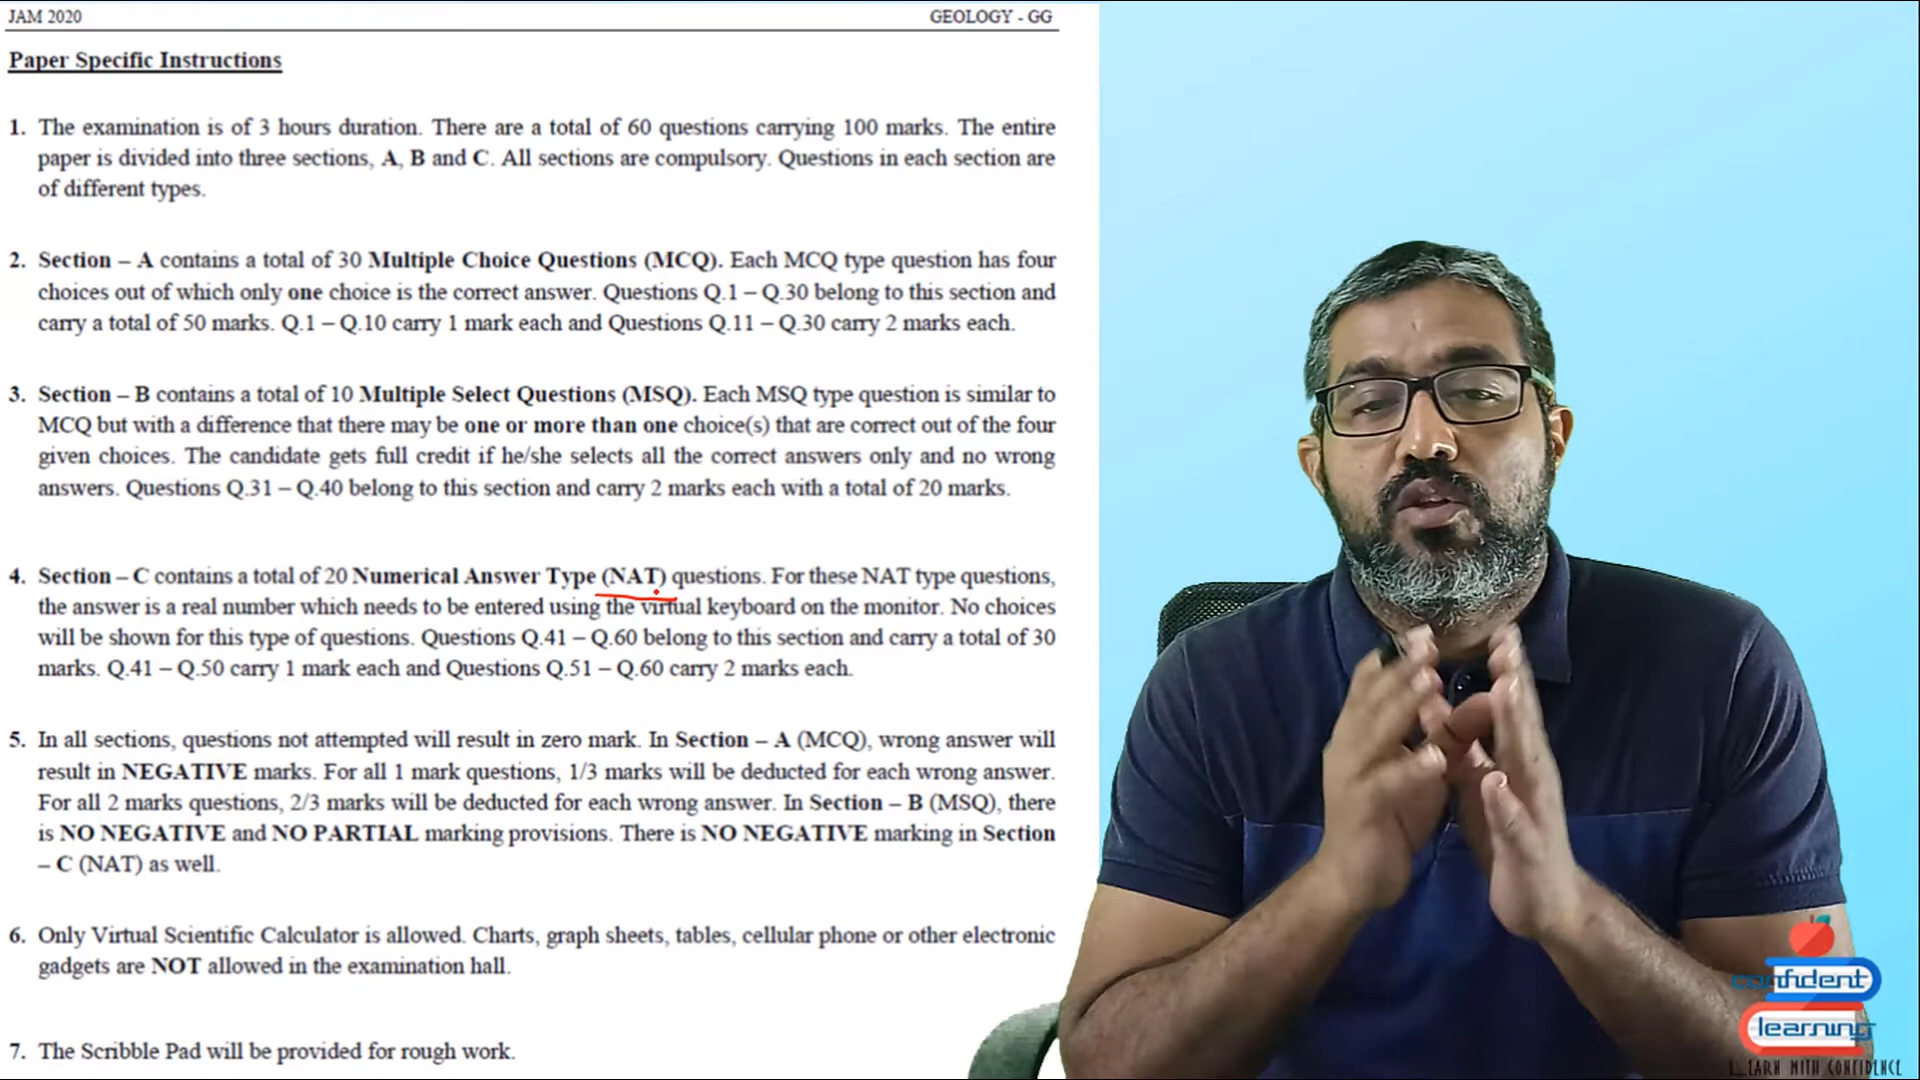 JAM 2020 GEOLOGY - GG
Paper Specific Instructions
1. The examination is of 3 hours duration. There are a total of 60 questions carrying 100 marks. The entire
paper is divided into three sections, A, B and C. All sections are compulsory. Questions in each section are
of different types.
2. Section – A contains a total of 30 Multiple Choice Questions (MCQ). Each MCQ type question has four
choices out of which only one choice is the correct answer. Questions Q.1 – Q.30 belong to this section and
carry a total of 50 marks. Q.1 – Q.10 carry 1 mark each and Questions Q.11 – Q.30 carry 2 marks each.
3. Section – B contains a total of 10 Multiple Select Questions (MSQ). Each MSQ type question is similar to
MCQ but with a difference that there may be one or more than one choice(s) that are correct out of the four
given choices. The candidate gets full credit if he/she selects all the correct answers only and no wrong
answers. Questions Q.31 – Q.40 belong to this section and carry 2 marks each with a total of 20 marks.
4. Section – C contains a total of 20 Numerical Answer Type (NAT) questions. For these NAT type questions,
the answer is a real number which needs to be entered using the virtual keyboard on the monitor. No choices
will be shown for this type of questions. Questions Q.41 – Q.60 belong to this section and carry a total of 30
marks. Q.41 – Q.50 carry 1 mark each and Questions Q.51 – Q.60 carry 2 marks each.
5. In all sections, questions not attempted will result in zero mark. In Section – A (MCQ), wrong answer will
result in NEGATIVE marks. For all 1 mark questions, 1/3 marks will be deducted for each wrong answer.
For all 2 marks questions, 2/3 marks will be deducted for each wrong answer. In Section – B (MSQ), there
is NO NEGATIVE and NO PARTIAL marking provisions. There is NO NEGATIVE marking in Section
– C (NAT) as well.
6. Only Virtual Scientific Calculator is allowed. Charts, graph sheets, tables, cellular phone or other electronic
gadgets are NOT allowed in the examination hall.
7. The Scribble Pad will be provided for rough work.
confident
learning
LEARN WITH CONFIDENCE